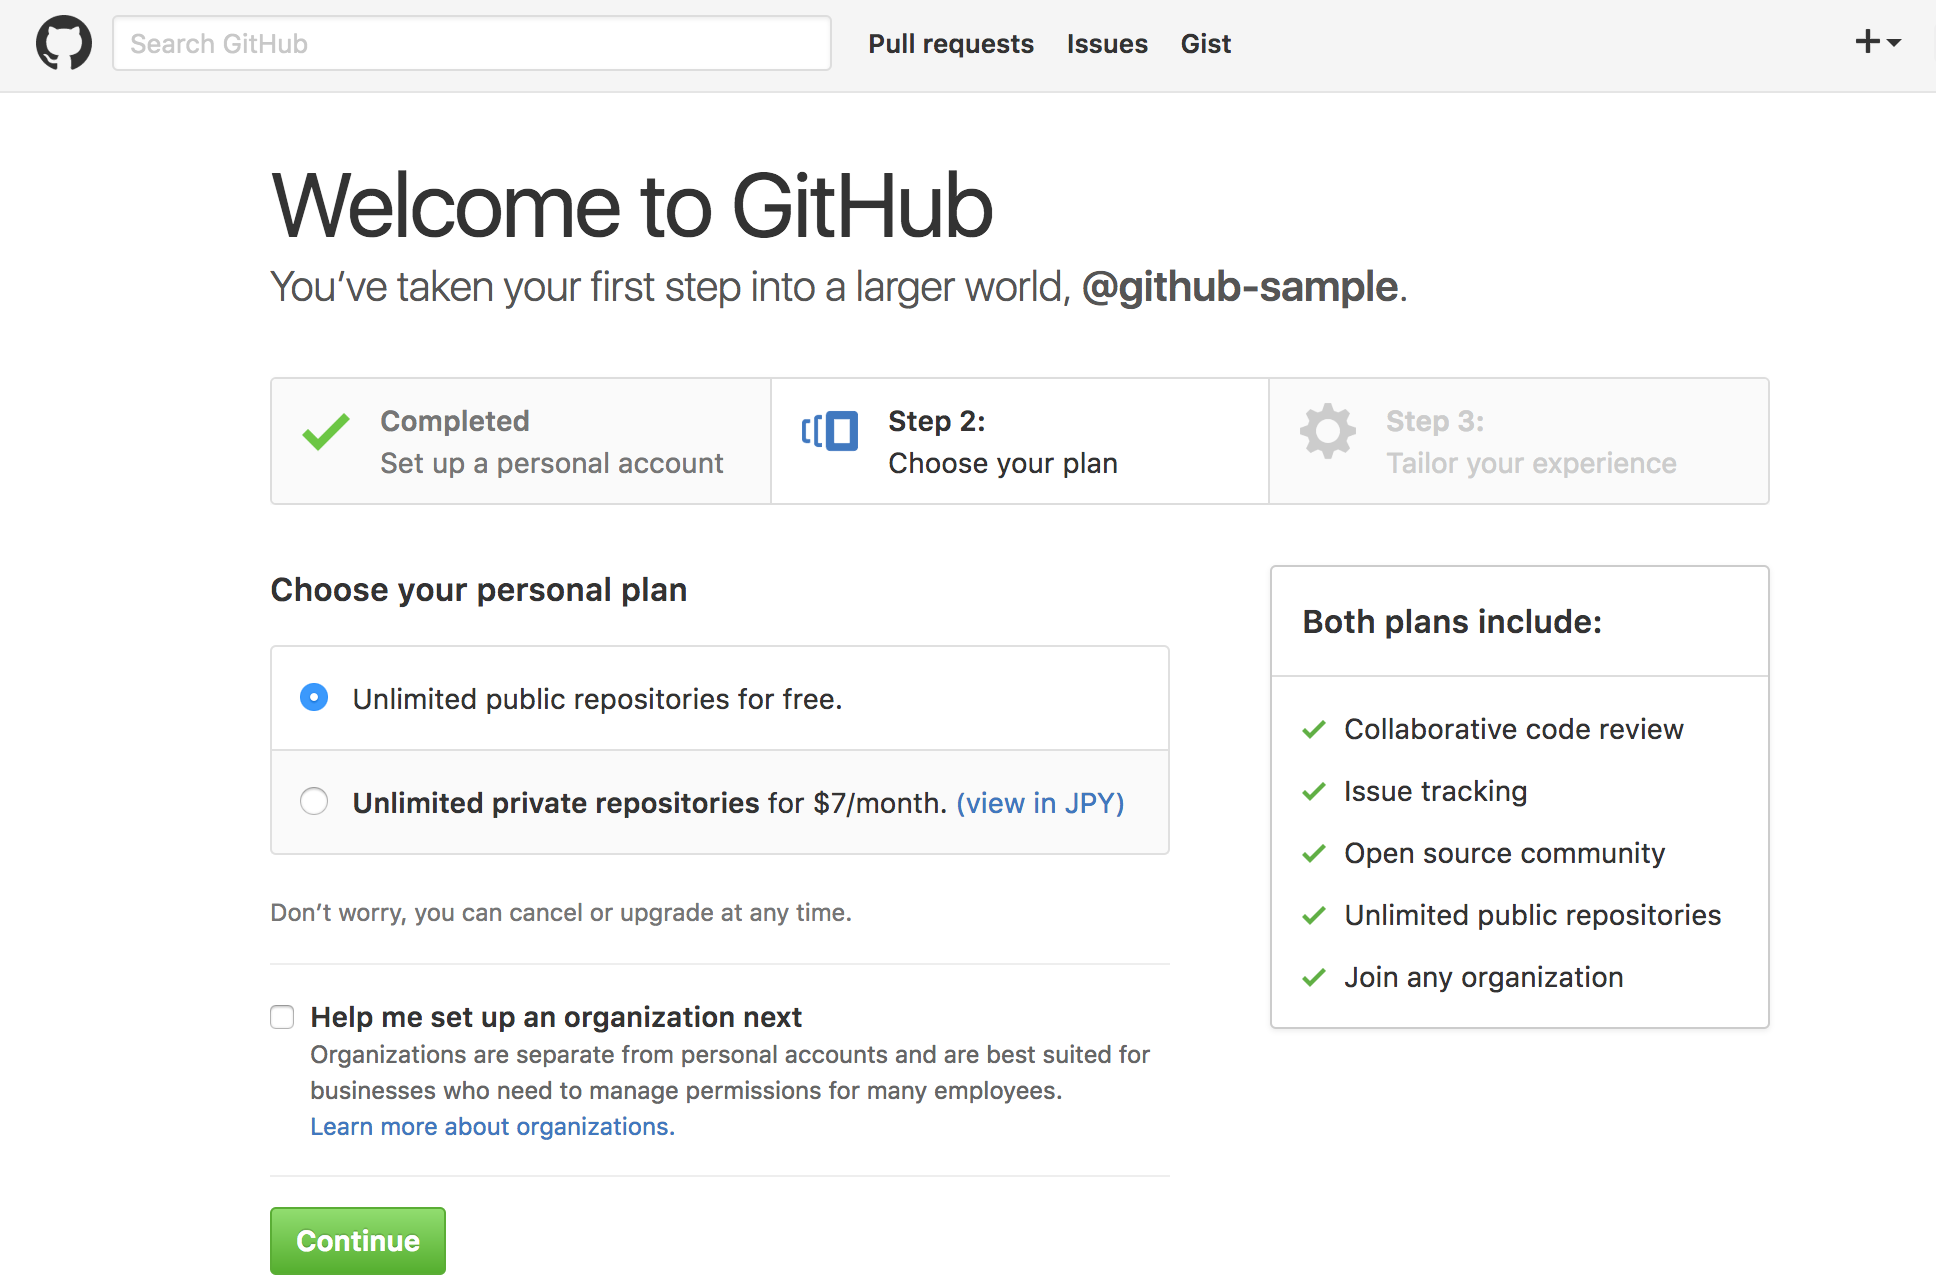 Search GitHub
Pull requests Issues Gist
Welcome to GitHub
You’ve taken your first step into a larger world, @github-sample.
Completed
Set up a personal account
Step 2:
Choose your plan
Step 3:
Tailor your experience
Choose your personal plan
Unlimited public repositories for free.
Unlimited private repositories for $7/month. (view in JPY)
Don’t worry, you can cancel or upgrade at any time.
Help me set up an organization next
Organizations are separate from personal accounts and are best suited for
businesses who need to manage permissions for many employees.
Learn more about organizations.
Continue
Both plans include:
Collaborative code review
Issue tracking
Open source community
Unlimited public repositories
Join any organization